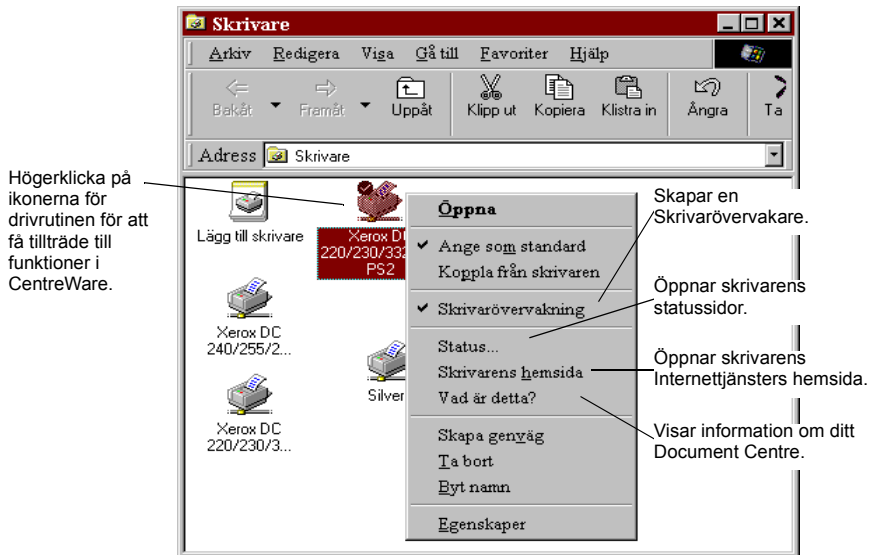 Skrivare
Arkiv Redigera Visa Gå till Favoriter Hjälp
Bakåt Framåt Uppåt Klipp ut Kopiera Klistra in Ångra Ta
Adress Skrivare
Högerklicka på
ikonerna för
drivrutinen för att
få tillträde till
funktioner i
CentreWare.
Lägg till skrivare
Xerox DC
220/230/332
PS2
Xerox DC
240/255/2...
Silver
Xerox DC
220/230/3...
Öppna
Ange som standard
Koppla från skrivaren
Skrivarövervakning
Status...
Skrivarens hemsida
Vad är detta?
Skapa genväg
Ta bort
Byt namn
Egenskaper
Skapar en
Skrivarövervakare.
Öppnar skrivarens
statussidor.
Öppnar skrivarens
Internettjänsters hemsida.
Visar information om ditt
Document Centre.